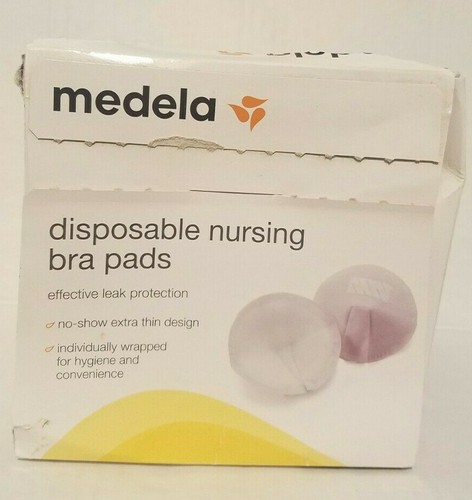 medela
disposable nursing
bra pads
effective leak protection
no-show extra thin design
individually wrapped
for hygiene and
convenience